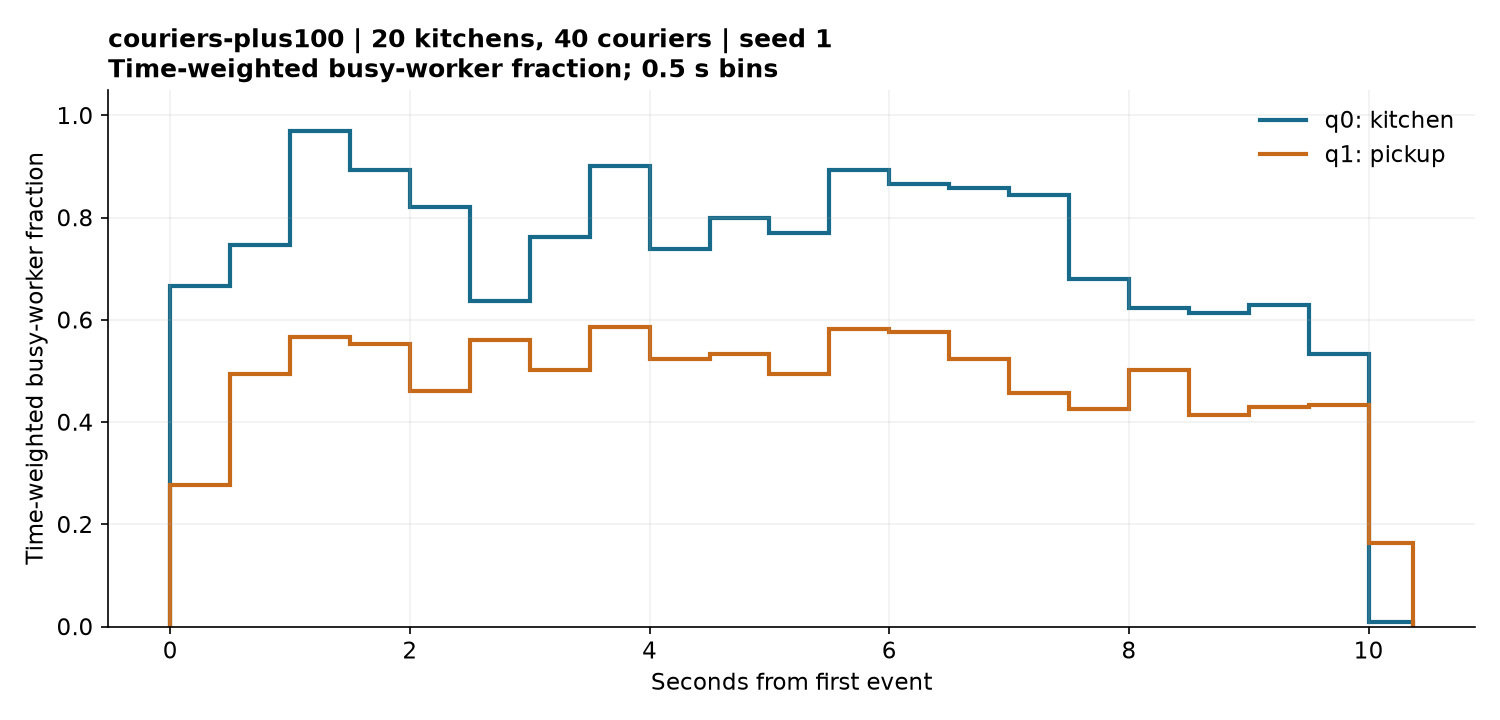 couriers-plus100 | 20 kitchens, 40 couriers | seed 1
Time-weighted busy-worker fraction; 0.5 s bins
q0: kitchen
q1: pickup
Time-weighted busy-worker fraction
1.0
0.8
0.6
0.4
0.2
0.0
0 2 4 6 8 10
Seconds from first event